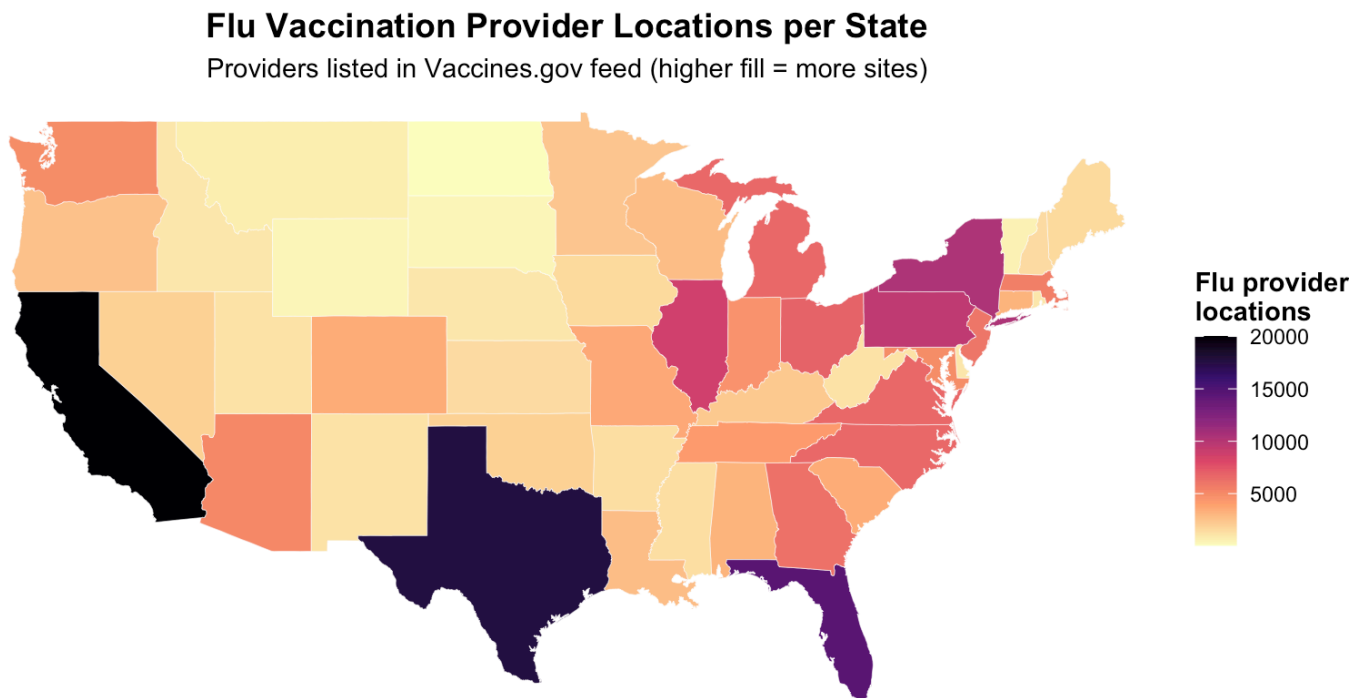 Flu Vaccination Provider Locations per State
Providers listed in Vaccines.gov feed (higher fill = more sites)
Flu provider
locations
20000
15000
10000
5000